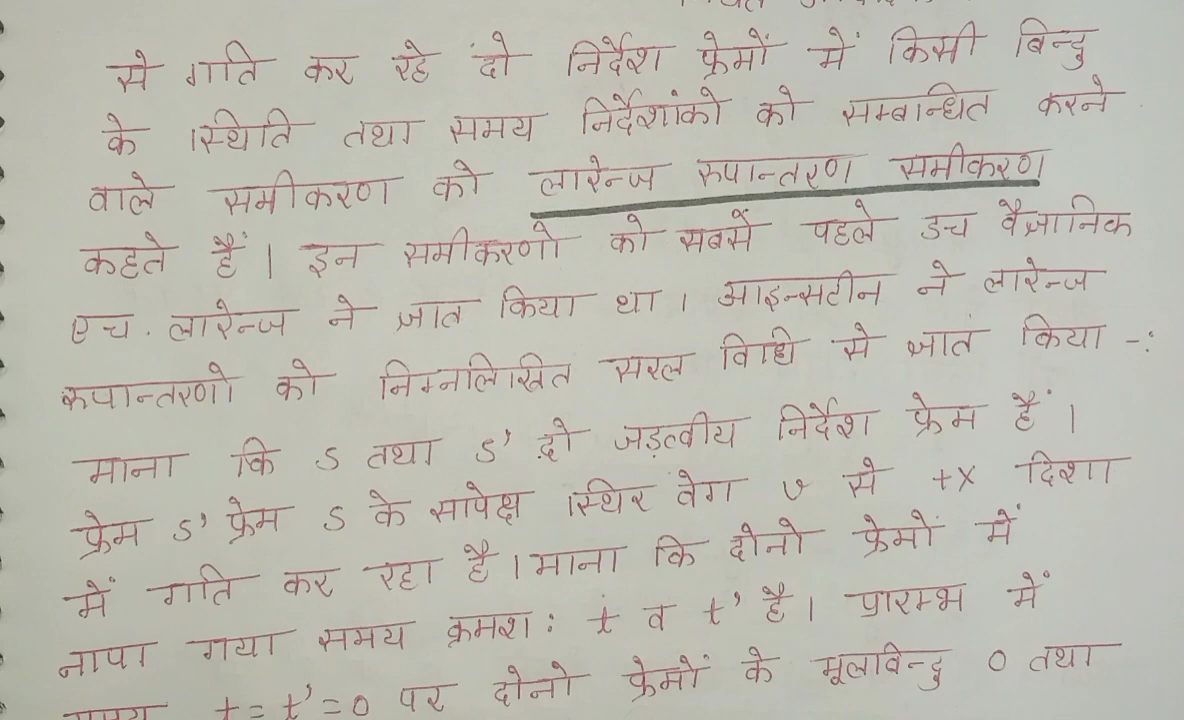 से गति कर रहे दो निर्देश फ्रेमों में किसी बिन्दु
के स्थिति तथा समय निर्देशांको को सम्बन्धित करने
वाले समीकरण को लारेन्ज रुपान्तरण समीकरण
कहते हैं। इन समीकरणो को सबसें पहले डच वैज्ञानिक
एच. लारेन्ज ने ज्ञात किया था। आइन्सटीन ने लारेन्ज
रुपान्तरणो को निम्नलिखित सरल विधि से ज्ञात किया -:
माना कि S तथा S' दो जड़त्वीय निर्देश फ्रेम हैं।
फ्रेम S' फ्रेम S के सापेक्ष स्थिर वेग v से +X दिशा
में गति कर रहा है। माना कि दोनो फ्रेमों में
नापा गया समय क्रमश: t व t' है। प्रारम्भ में
t = t' = 0 पर दोनो फ्रेमों के मूलबिन्दु O तथा